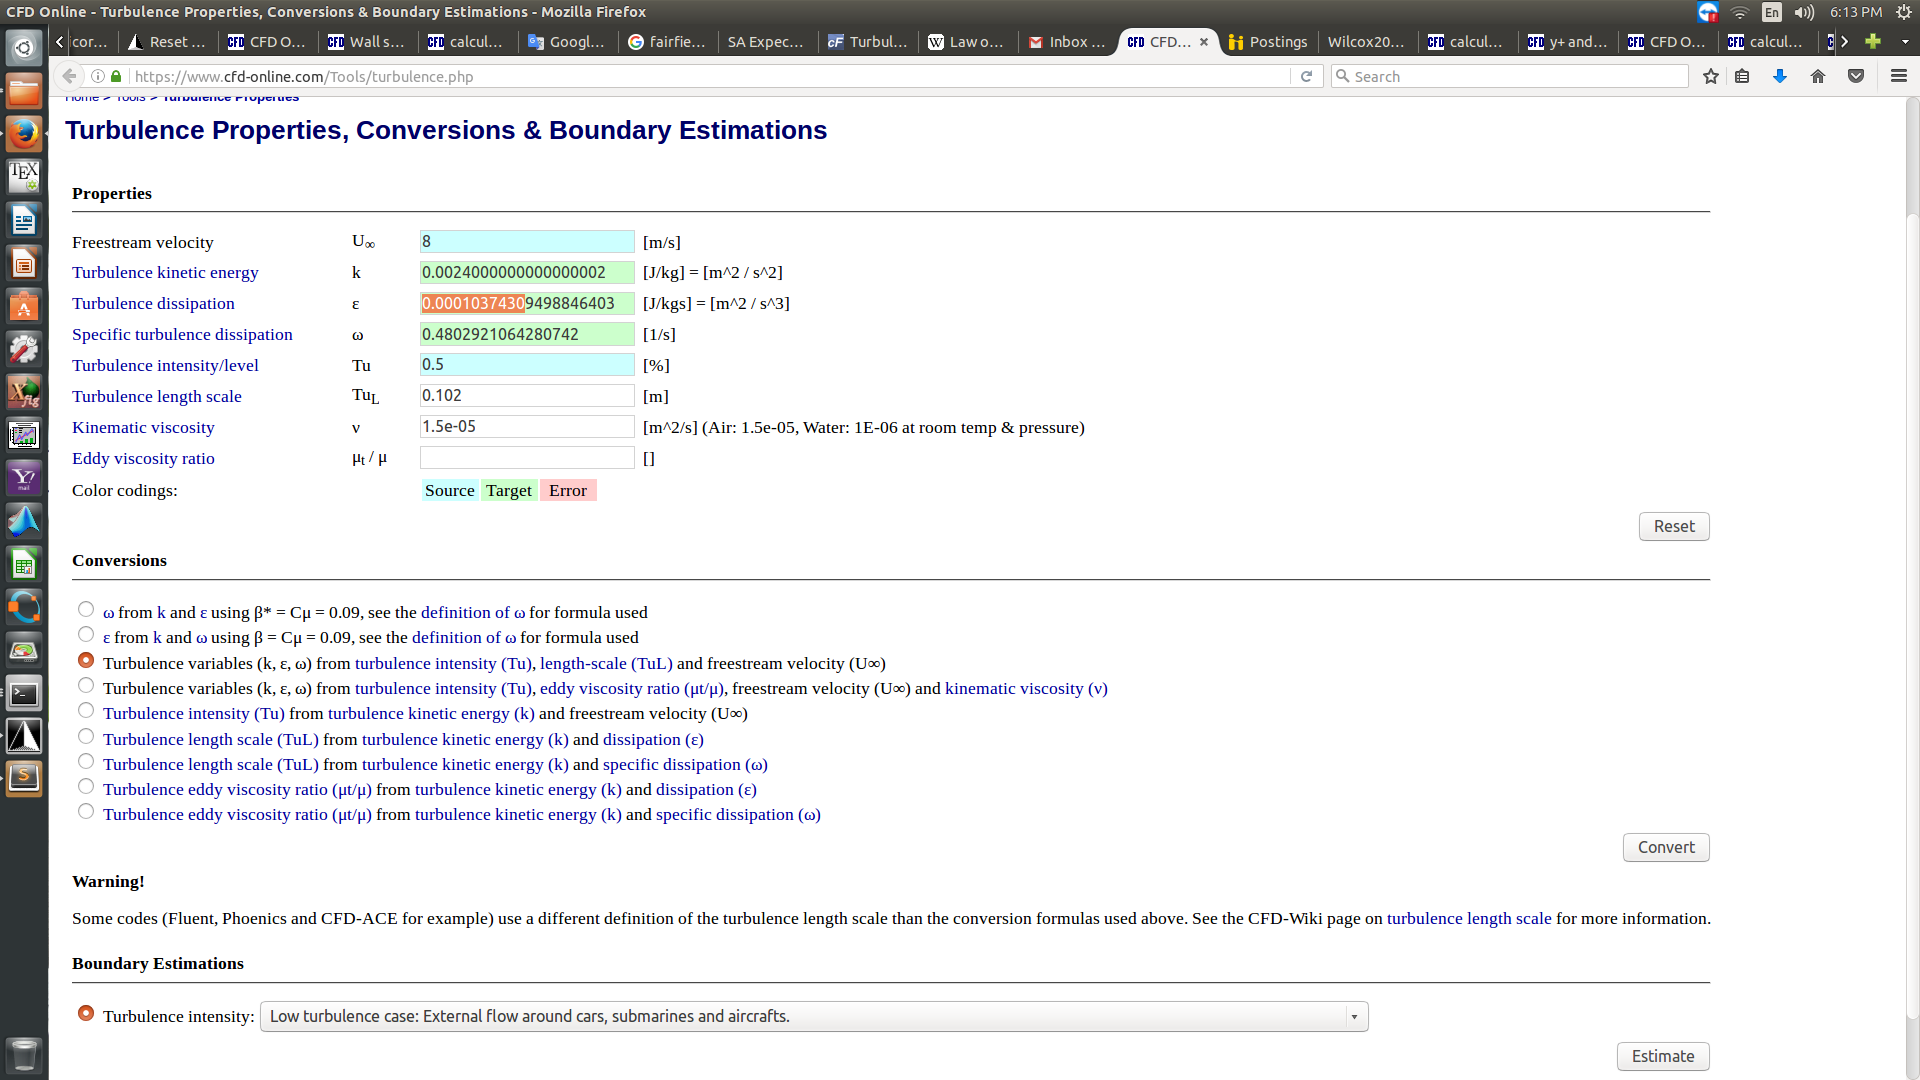 CFD Online - Turbulence Properties, Conversions & Boundary Estimations - Mozilla Firefox
En 6:13 PM
icor... Reset ... CFD O... Wall s... calcul... Googl... fairfie... SA Expec... Turbul... Law o... Inbox ... CFD... Postings Wilcox20... calcul... y+ and... CFD O... calcul...
https://www.cfd-online.com/Tools/turbulence.php
Search
Home > Tools > Turbulence Properties
Turbulence Properties, Conversions & Boundary Estimations
Properties
Freestream velocity U∞ 8 [m/s]
Turbulence kinetic energy k 0.0024000000000000002 [J/kg] = [m^2 / s^2]
Turbulence dissipation ε 0.00010374309498846403 [J/kgs] = [m^2 / s^3]
Specific turbulence dissipation ω 0.4802921064280742 [1/s]
Turbulence intensity/level Tu 0.5 [%]
Turbulence length scale TuL 0.102 [m]
Kinematic viscosity ν 1.5e-05 [m^2/s] (Air: 1.5e-05, Water: 1E-06 at room temp & pressure)
Eddy viscosity ratio μt / μ []
Color codings: Source Target Error
Reset
Conversions
ω from k and ε using β* = Cμ = 0.09, see the definition of ω for formula used
ε from k and ω using β = Cμ = 0.09, see the definition of ω for formula used
Turbulence variables (k, ε, ω) from turbulence intensity (Tu), length-scale (TuL) and freestream velocity (U∞)
Turbulence variables (k, ε, ω) from turbulence intensity (Tu), eddy viscosity ratio (μt/μ), freestream velocity (U∞) and kinematic viscosity (ν)
Turbulence intensity (Tu) from turbulence kinetic energy (k) and freestream velocity (U∞)
Turbulence length scale (TuL) from turbulence kinetic energy (k) and dissipation (ε)
Turbulence length scale (TuL) from turbulence kinetic energy (k) and specific dissipation (ω)
Turbulence eddy viscosity ratio (μt/μ) from turbulence kinetic energy (k) and dissipation (ε)
Turbulence eddy viscosity ratio (μt/μ) from turbulence kinetic energy (k) and specific dissipation (ω)
Convert
Warning!
Some codes (Fluent, Phoenics and CFD-ACE for example) use a different definition of the turbulence length scale than the conversion formulas used above. See the CFD-Wiki page on turbulence length scale for more information.
Boundary Estimations
Turbulence intensity: Low turbulence case: External flow around cars, submarines and aircrafts.
Estimate